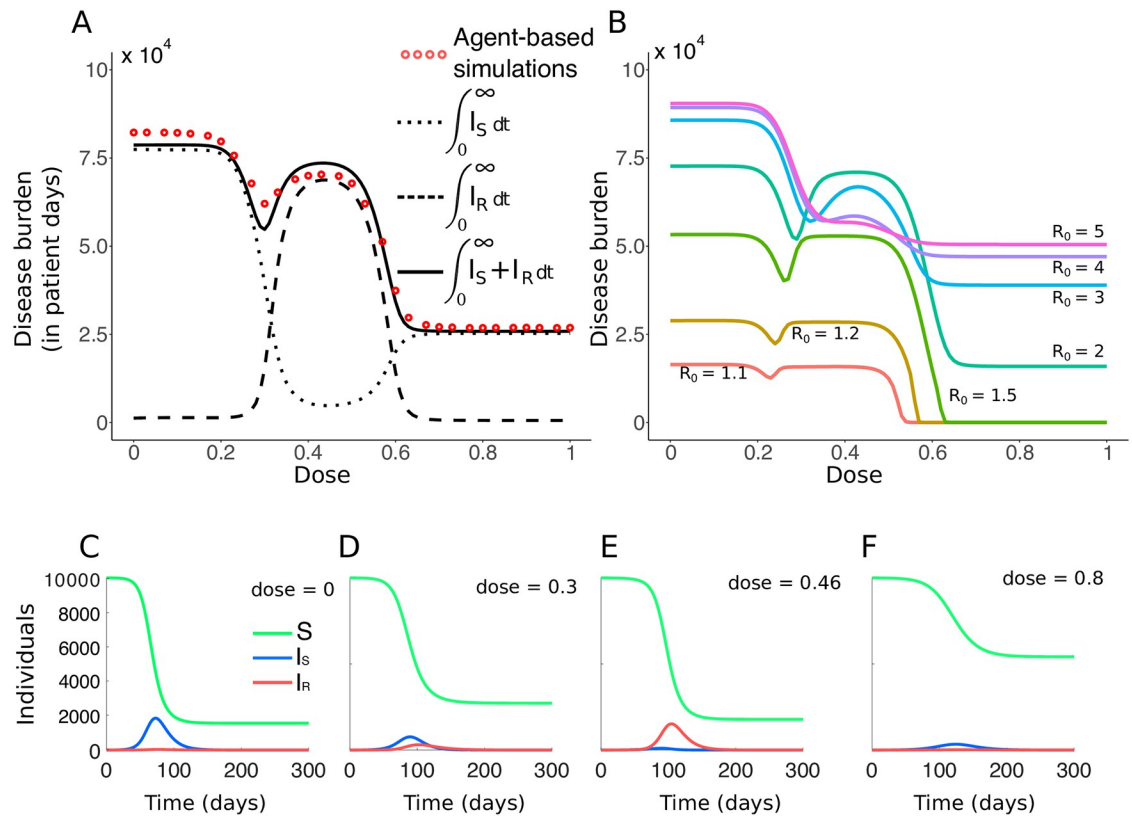 A
x 10⁴
Agent-based
simulations
∫₀^∞ I_S dt
∫₀^∞ I_R dt
∫₀^∞ I_S + I_R dt
Disease burden
(in patient days)
10
7.5
5.0
2.5
0
0 0.2 0.4 0.6 0.8 1
Dose
B
x 10⁴
Disease burden
10
7.5
5.0
2.5
0
R₀ = 5
R₀ = 4
R₀ = 3
R₀ = 2
R₀ = 1.5
R₀ = 1.2
R₀ = 1.1
0 0.2 0.4 0.6 0.8 1
Dose
C
dose = 0
S
I_S
I_R
Individuals
10000
8000
6000
4000
2000
0
0 100 200 300
Time (days)
D
dose = 0.3
0 100 200 300
Time (days)
E
dose = 0.46
0 100 200 300
Time (days)
F
dose = 0.8
0 100 200 300
Time (days)